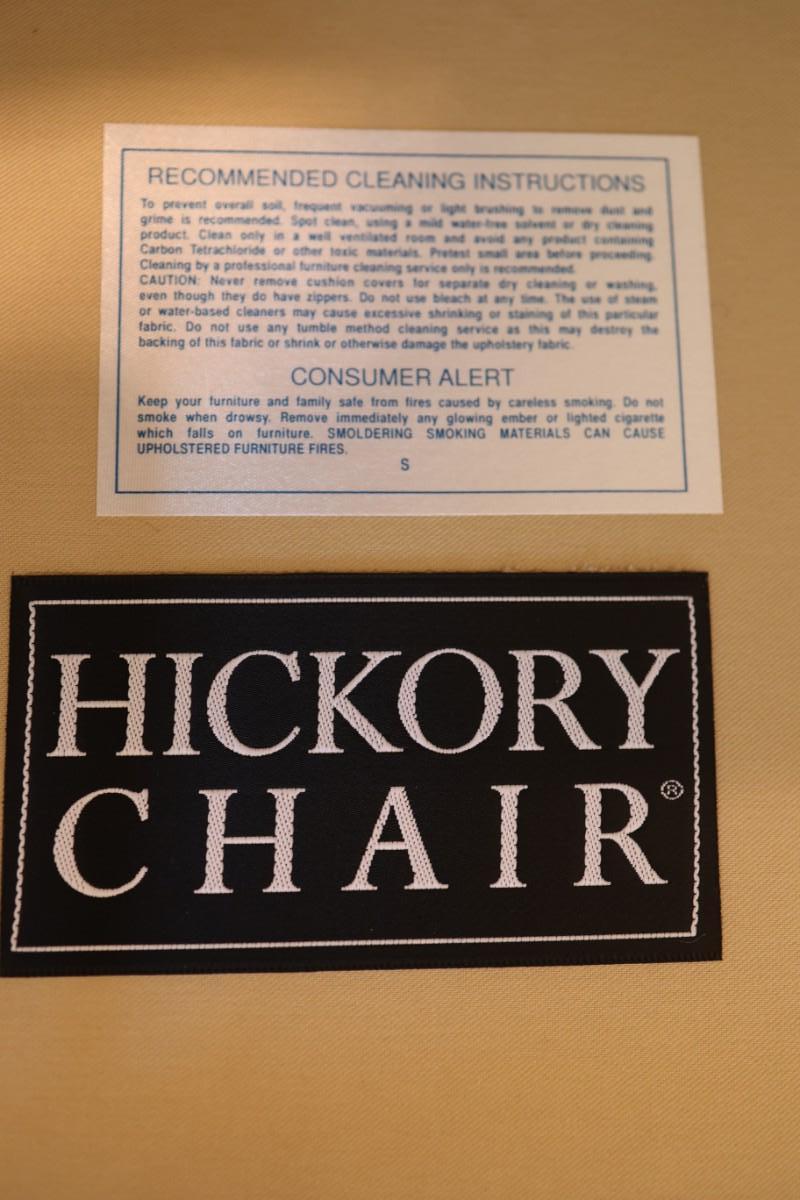 RECOMMENDED CLEANING INSTRUCTIONS
To prevent overall soil, frequent vacuuming or light brushing to remove dust and
grime is recommended. Spot clean, using a mild water-free solvent or dry cleaning
product. Clean only in a well ventilated room and avoid any product containing
Carbon Tetrachloride or other toxic materials. Pretest small area before proceeding.
Cleaning by a professional furniture cleaning service only is recommended.
CAUTION: Never remove cushion covers for separate dry cleaning or washing,
even though they do have zippers. Do not use bleach at any time. The use of steam
or water-based cleaners may cause excessive shrinking or staining of this particular
fabric. Do not use any tumble method cleaning service as this may destroy the
backing of this fabric or shrink or otherwise damage the upholstery fabric.
CONSUMER ALERT
Keep your furniture and family safe from fires caused by careless smoking. Do not
smoke when drowsy. Remove immediately any glowing ember or lighted cigarette
which falls on furniture. SMOLDERING SMOKING MATERIALS CAN CAUSE
UPHOLSTERED FURNITURE FIRES.
S
HICKORY
CHAIR®